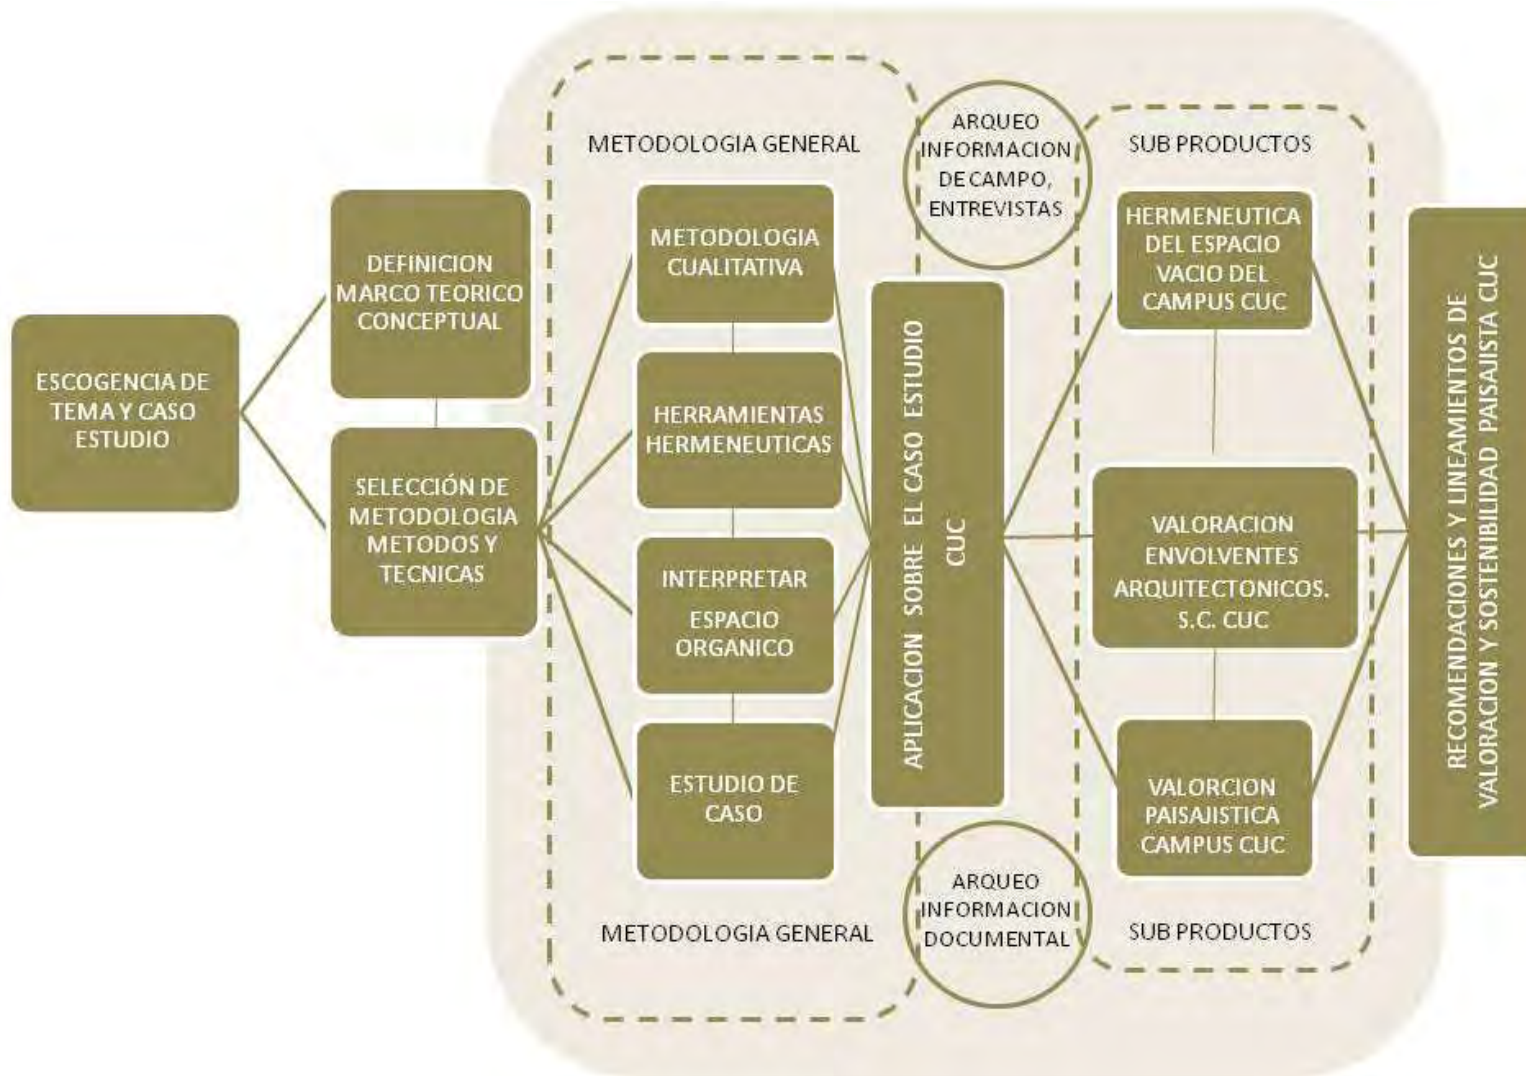 ESCOGENCIA DE
TEMA Y CASO
ESTUDIO
DEFINICION
MARCO TEORICO
CONCEPTUAL
SELECCIÓN DE
METODOLOGIA
METODOS Y
TECNICAS
METODOLOGIA GENERAL
METODOLOGIA
CUALITATIVA
HERRAMIENTAS
HERMENEUTICAS
INTERPRETAR
ESPACIO
ORGANICO
ESTUDIO DE
CASO
METODOLOGIA GENERAL
ARQUEO
INFORMACION
DE CAMPO,
ENTREVISTAS
APLICACION SOBRE EL CASO ESTUDIO
CUC
ARQUEO
INFORMACION
DOCUMENTAL
SUB PRODUCTOS
HERMENEUTICA
DEL ESPACIO
VACIO DEL
CAMPUS CUC
VALORACION
ENVOLVENTES
ARQUITECTONICOS.
S.C. CUC
VALORCION
PAISAJISTICA
CAMPUS CUC
SUB PRODUCTOS
RECOMENDACIONES Y LINEAMIENTOS DE
VALORACION Y SOSTENIBILIDAD PAISAJISTA CUC